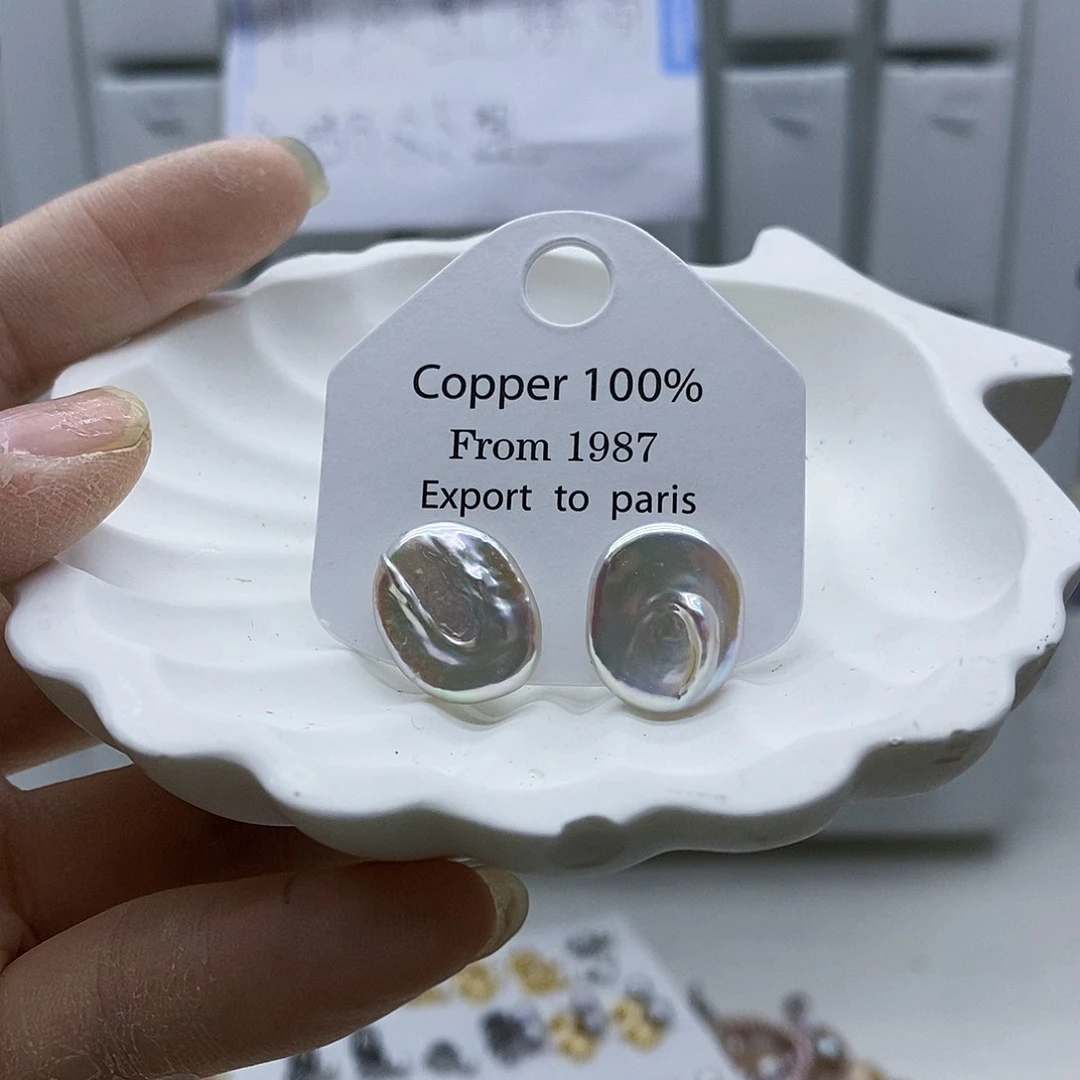 Copper 100%
From 1987
Export to paris